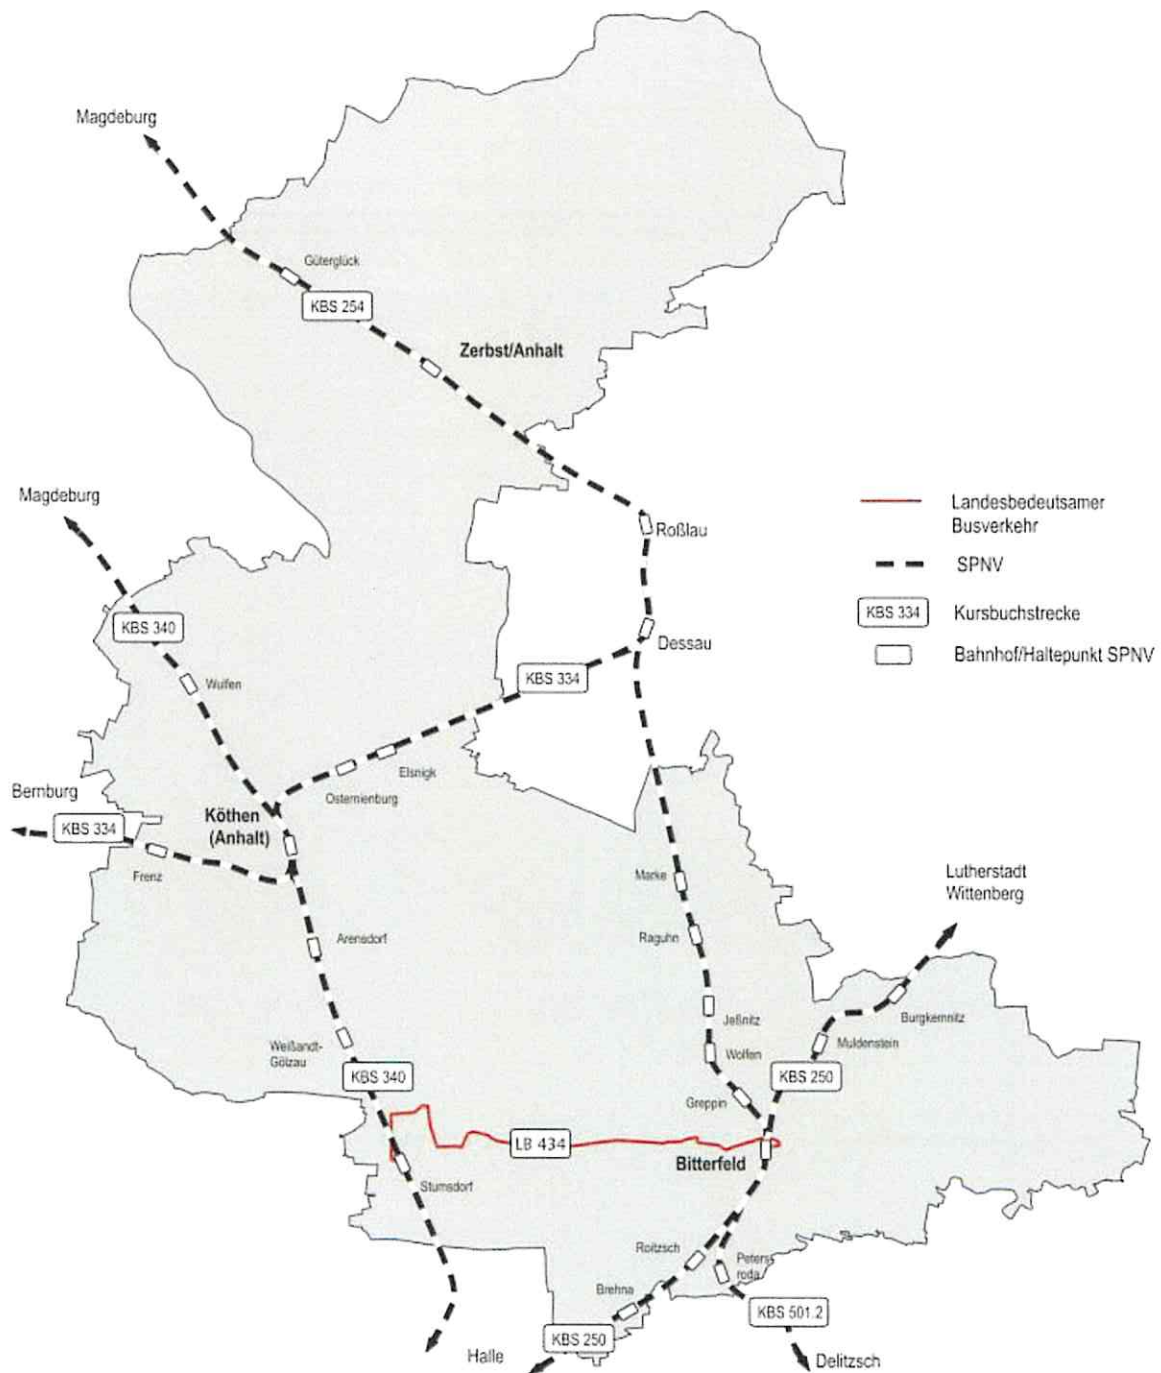 Magdeburg
Güterglück
KBS 254
Zerbst/Anhalt
Magdeburg
Landesbedeutsamer
Busverkehr
Roßlau
SPNV
KBS 334
Kursbuchstrecke
KBS 340
Dessau
Bahnhof/Haltepunkt SPNV
KBS 334
Wulfen
Elsnigk
Osternienburg
Bernburg
Köthen
(Anhalt)
KBS 334
Frenz
Marke
Lutherstadt
Wittenberg
Arensdorf
Raguhn
Jeßnitz
Burgkemnitz
Weißandt-
Gölzau
Wolfen
Muldenstein
KBS 340
KBS 250
Greppin
LB 434
Bitterfeld
Stumsdorf
Roitzsch
Peters-
roda
Brehna
KBS 501.2
KBS 250
Halle
Delitzsch